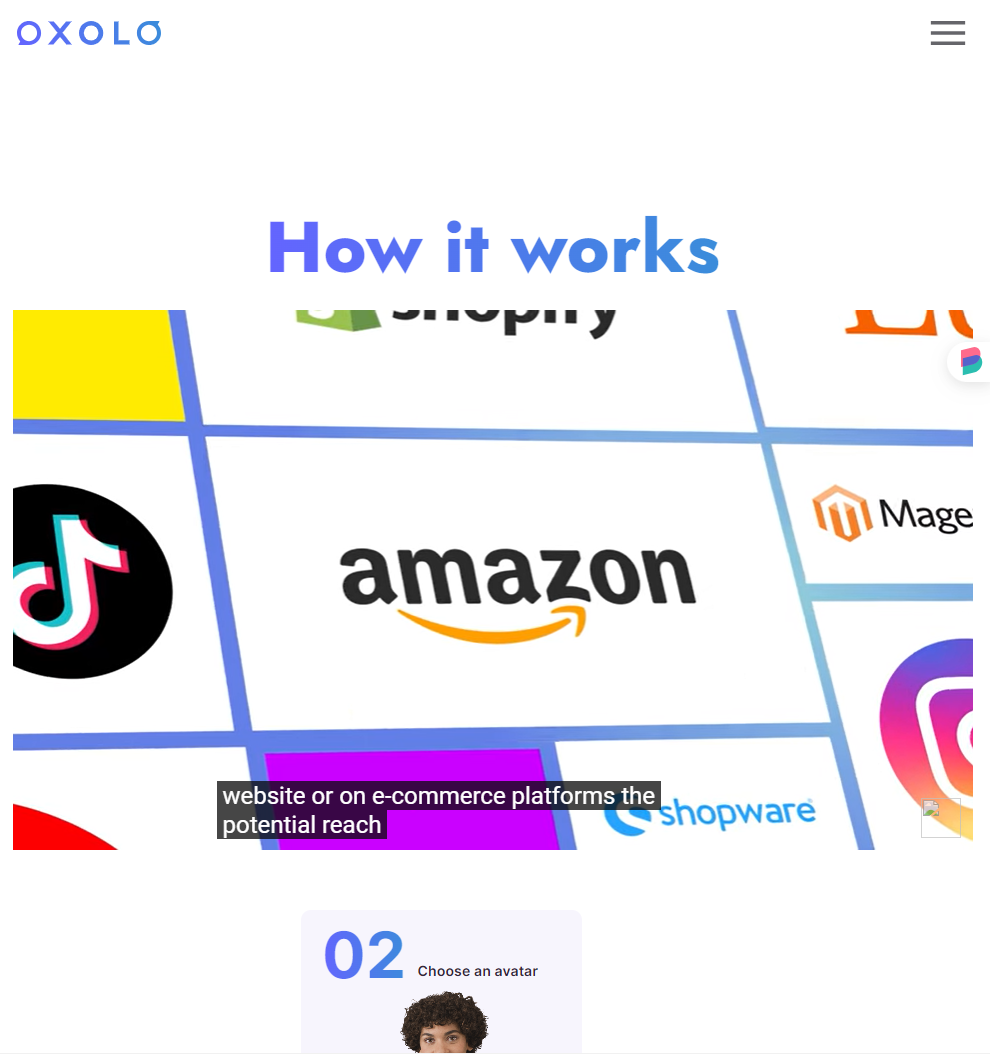 OXOLO
How it works
shopify
amazon
Mage
website or on e-commerce platforms the
potential reach
shopware
02 Choose an avatar